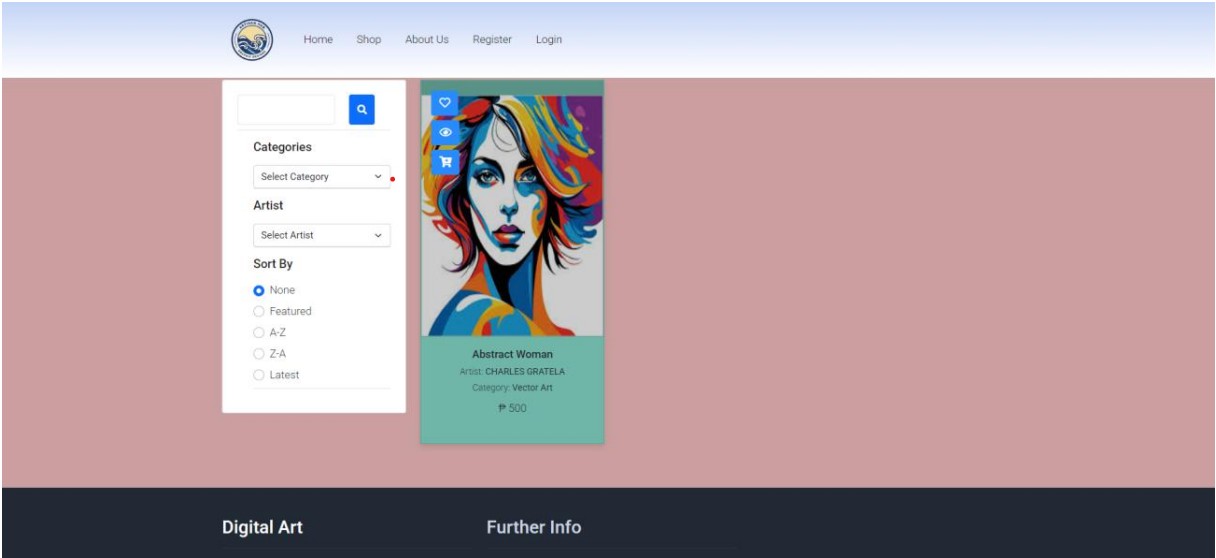 Home Shop About Us Register Login
Categories
Select Category
Artist
Select Artist
Sort By
None
Featured
A-Z
Z-A
Latest
Abstract Woman
Artist: CHARLES GRATELA
Category: Vector Art
₱ 500
Digital Art Further Info